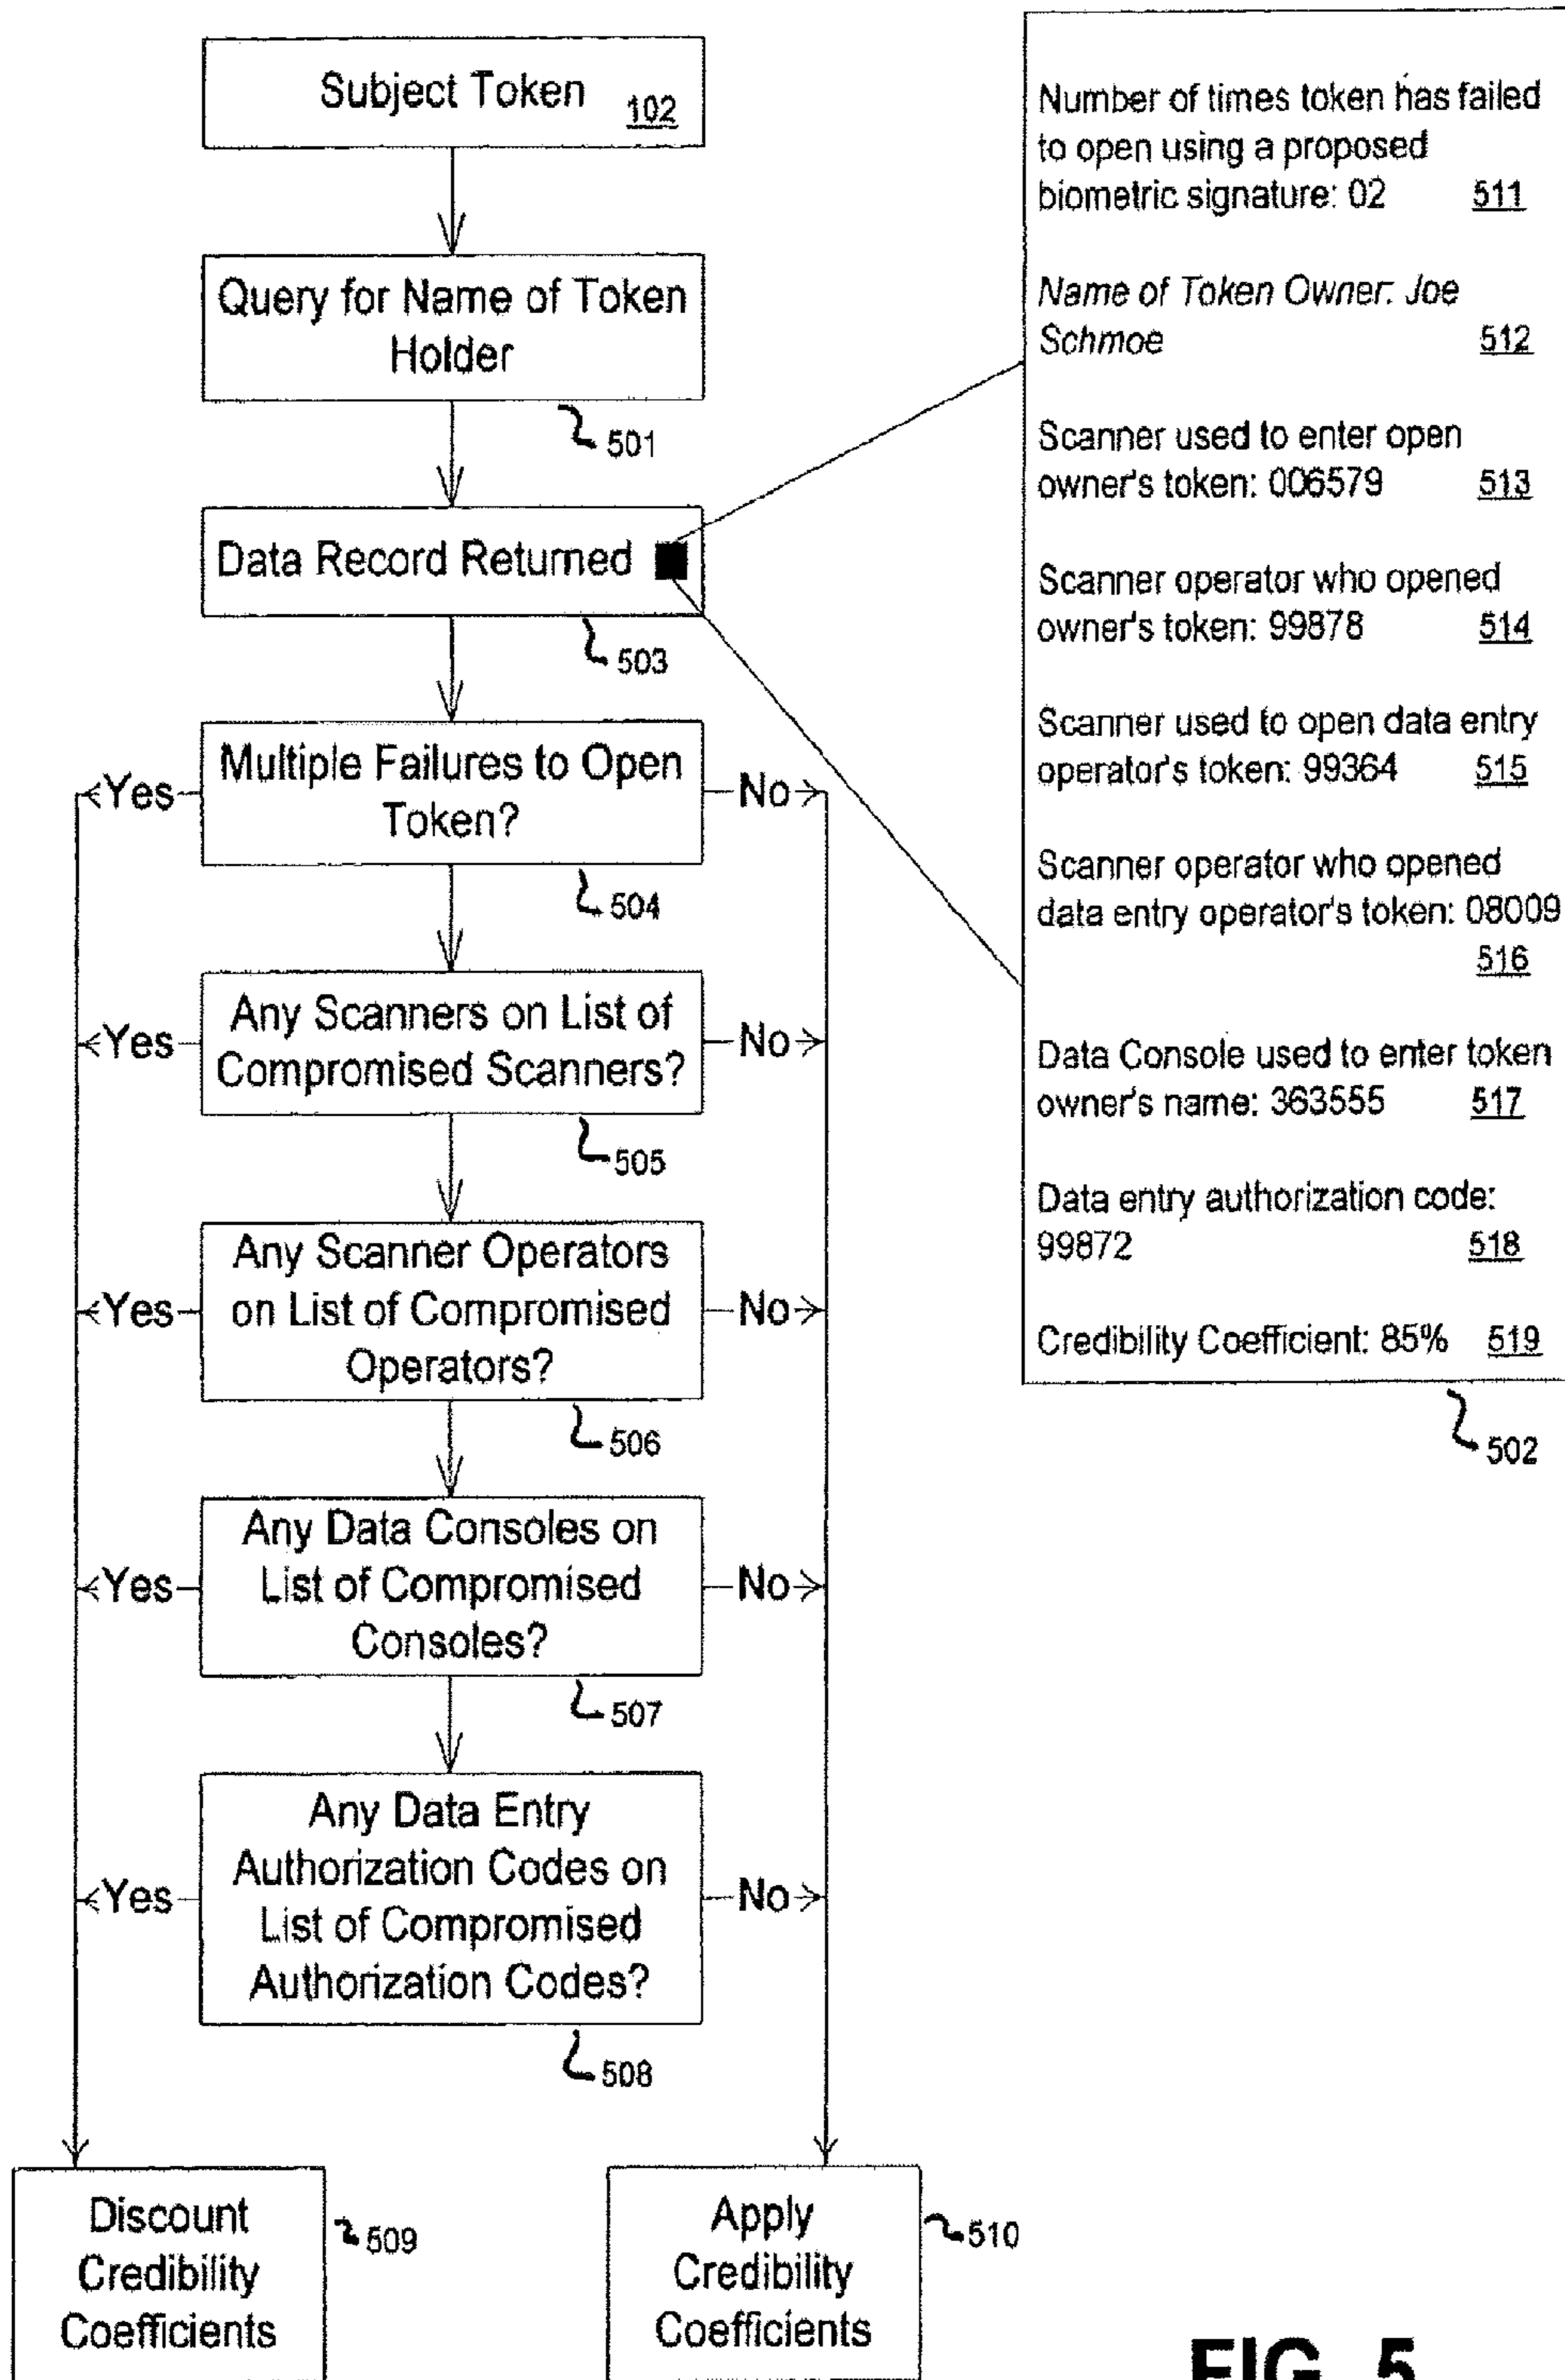 Subject Token 102
Query for Name of Token
Holder
501
Data Record Returned
503
Multiple Failures to Open
Token?
Yes
No
504
Any Scanners on List of
Compromised Scanners?
Yes
No
505
Any Scanner Operators
on List of Compromised
Operators?
Yes
No
506
Any Data Consoles on
List of Compromised
Consoles?
Yes
No
507
Any Data Entry
Authorization Codes on
List of Compromised
Authorization Codes?
Yes
No
508
Discount
Credibility
Coefficients
509
Apply
Credibility
Coefficients
510
Number of times token has failed
to open using a proposed
biometric signature: 02 511
Name of Token Owner: Joe
Schmoe 512
Scanner used to enter open
owner's token: 006579 513
Scanner operator who opened
owner's token: 99878 514
Scanner used to open data entry
operator's token: 99364 515
Scanner operator who opened
data entry operator's token: 08009
516
Data Console used to enter token
owner's name: 363555 517
Data entry authorization code:
99872 518
Credibility Coefficient: 85% 519
502
FIG. 5